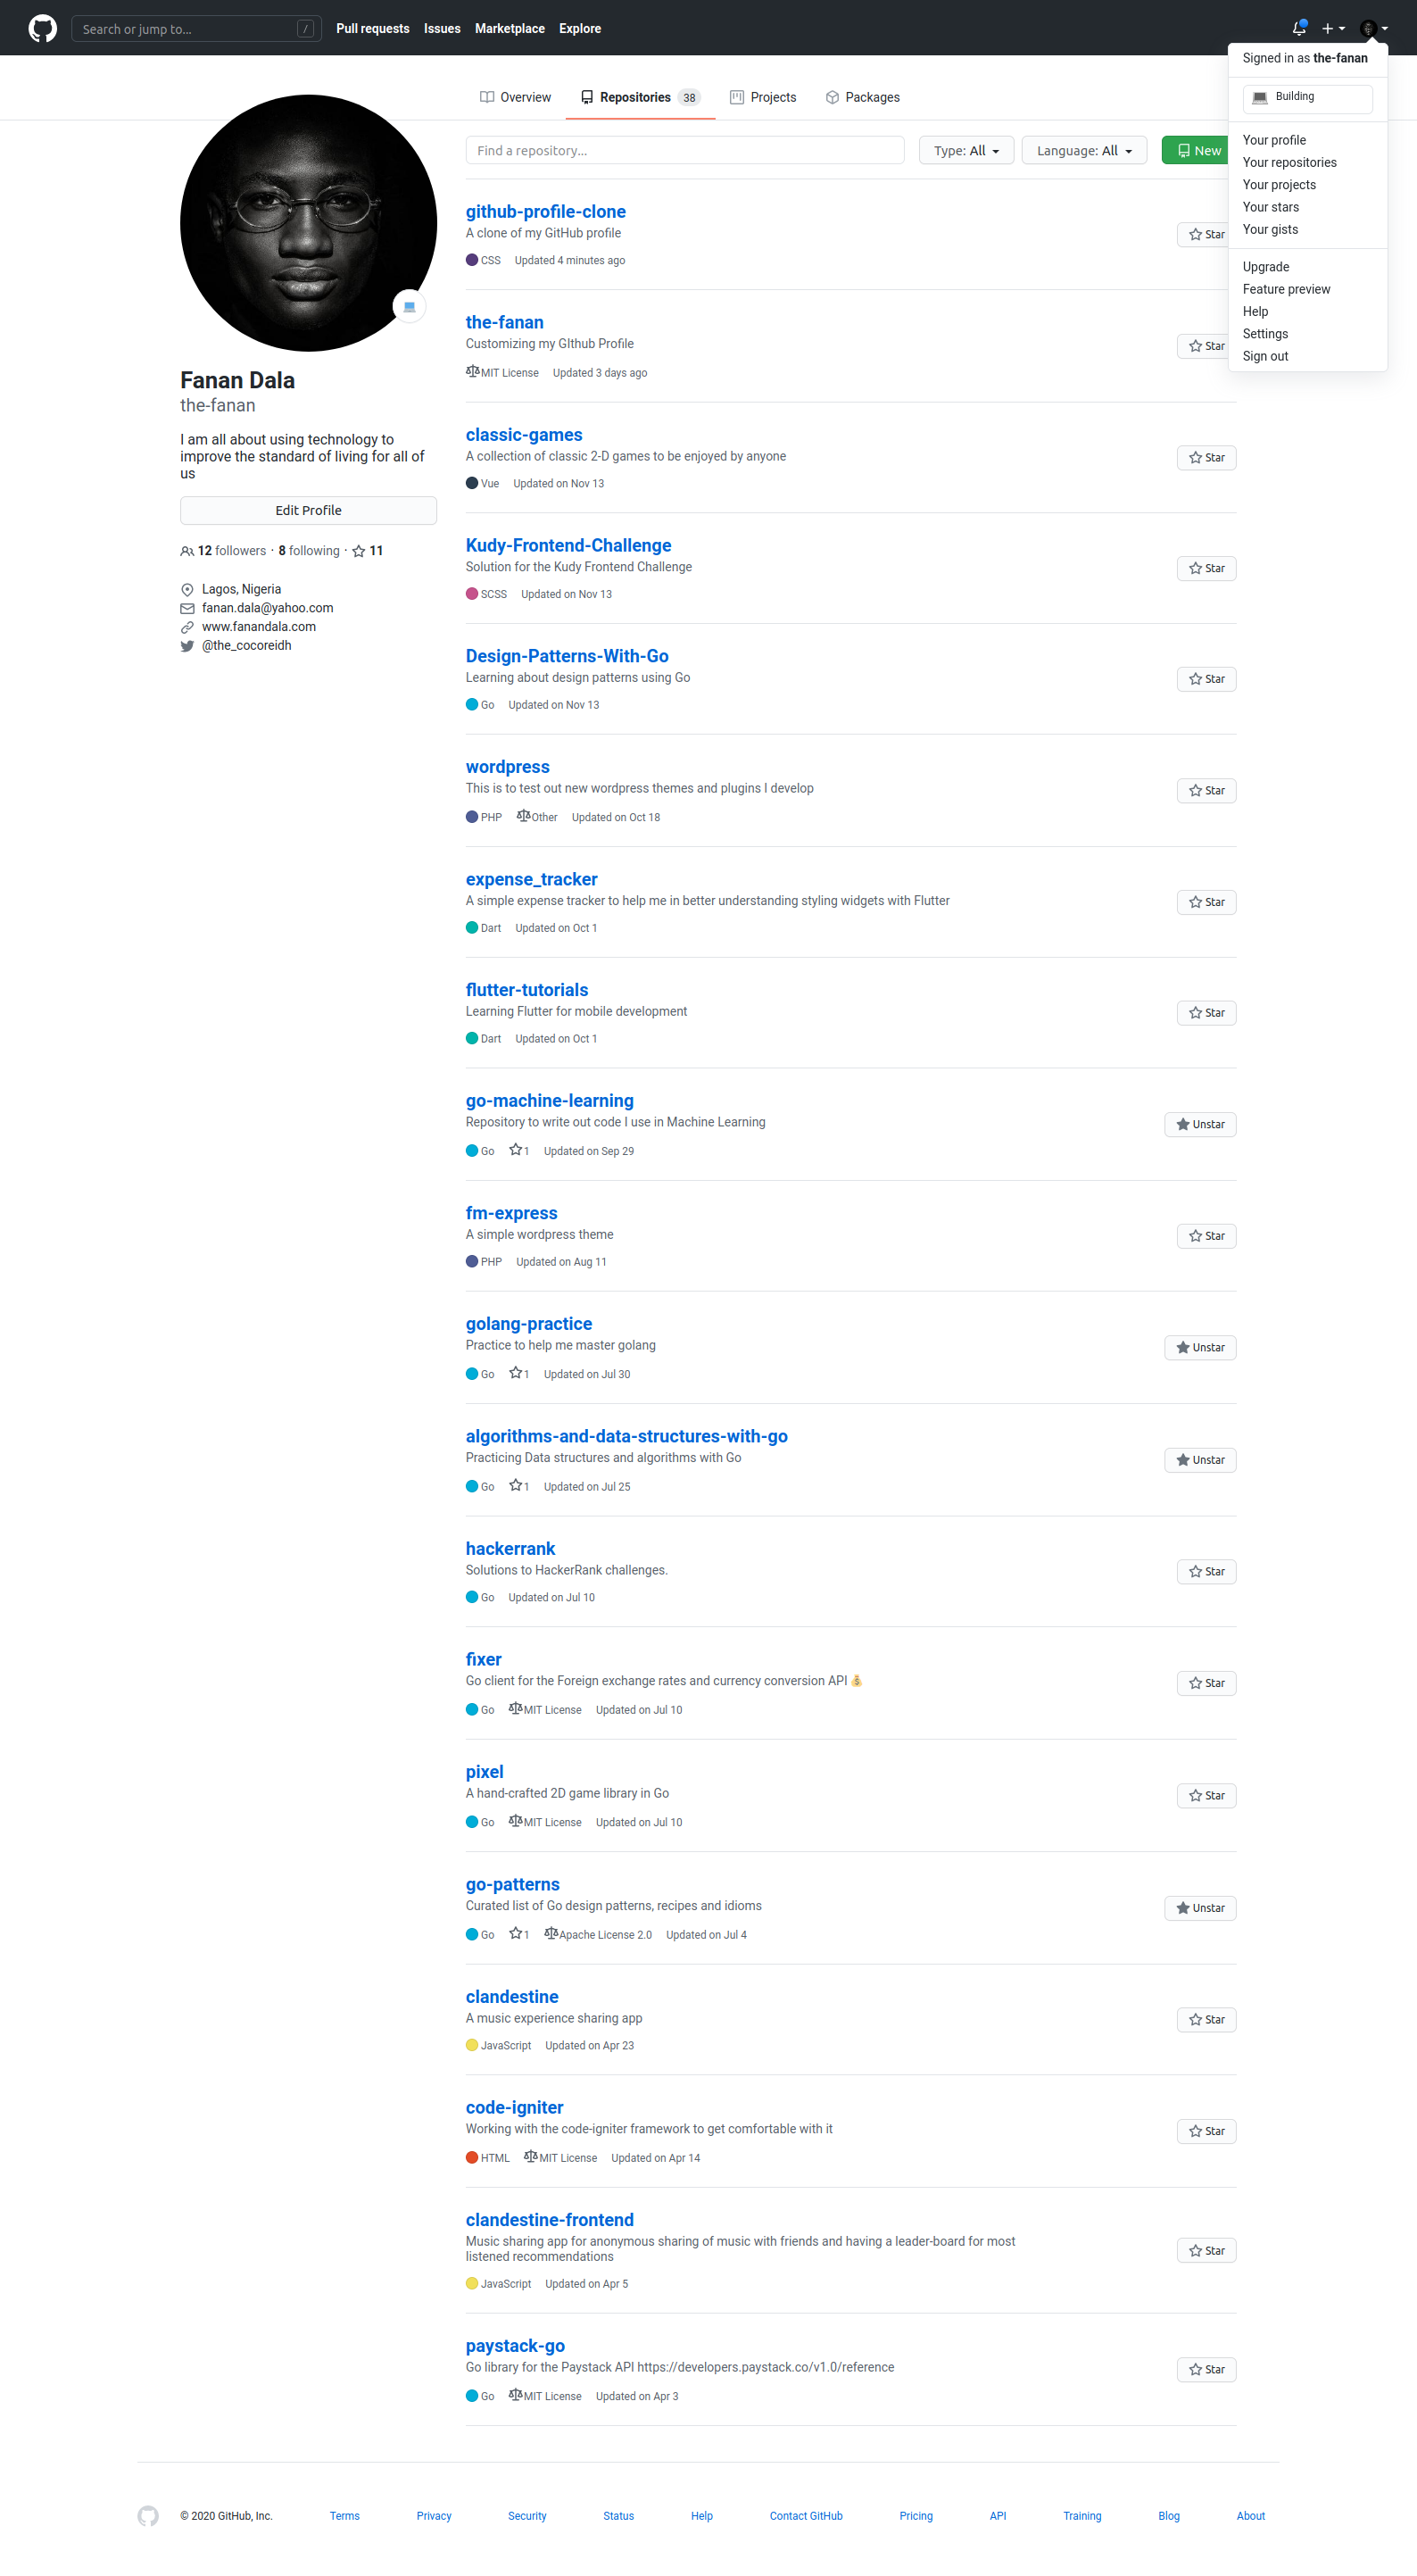 Search or jump to...
/
Pull requests
Issues
Marketplace
Explore
Signed in as the-fanan
Building
Your profile
Your repositories
Your projects
Your stars
Your gists
Upgrade
Feature preview
Help
Settings
Sign out
Overview
Repositories 38
Projects
Packages
Fanan Dala
the-fanan
I am all about using technology to
improve the standard of living for all of
us
Edit Profile
12 followers · 8 following · 11
Lagos, Nigeria
fanan.dala@yahoo.com
www.fanandala.com
@the_cocoreidh
Find a repository...
Type: All
Language: All
New
github-profile-clone
A clone of my GitHub profile
CSS Updated 4 minutes ago
Star
the-fanan
Customizing my GIthub Profile
MIT License Updated 3 days ago
Star
classic-games
A collection of classic 2-D games to be enjoyed by anyone
Vue Updated on Nov 13
Star
Kudy-Frontend-Challenge
Solution for the Kudy Frontend Challenge
SCSS Updated on Nov 13
Star
Design-Patterns-With-Go
Learning about design patterns using Go
Go Updated on Nov 13
Star
wordpress
This is to test out new wordpress themes and plugins I develop
PHP Other Updated on Oct 18
Star
expense_tracker
A simple expense tracker to help me in better understanding styling widgets with Flutter
Dart Updated on Oct 1
Star
flutter-tutorials
Learning Flutter for mobile development
Dart Updated on Oct 1
Star
go-machine-learning
Repository to write out code I use in Machine Learning
Go 1 Updated on Sep 29
Unstar
fm-express
A simple wordpress theme
PHP Updated on Aug 11
Star
golang-practice
Practice to help me master golang
Go 1 Updated on Jul 30
Unstar
algorithms-and-data-structures-with-go
Practicing Data structures and algorithms with Go
Go 1 Updated on Jul 25
Unstar
hackerrank
Solutions to HackerRank challenges.
Go Updated on Jul 10
Star
fixer
Go client for the Foreign exchange rates and currency conversion API 💰
Go MIT License Updated on Jul 10
Star
pixel
A hand-crafted 2D game library in Go
Go MIT License Updated on Jul 10
Star
go-patterns
Curated list of Go design patterns, recipes and idioms
Go 1 Apache License 2.0 Updated on Jul 4
Unstar
clandestine
A music experience sharing app
JavaScript Updated on Apr 23
Star
code-igniter
Working with the code-igniter framework to get comfortable with it
HTML MIT License Updated on Apr 14
Star
clandestine-frontend
Music sharing app for anonymous sharing of music with friends and having a leader-board for most
listened recommendations
JavaScript Updated on Apr 5
Star
paystack-go
Go library for the Paystack API https://developers.paystack.co/v1.0/reference
Go MIT License Updated on Apr 3
Star
© 2020 GitHub, Inc. Terms Privacy Security Status Help Contact GitHub Pricing API Training Blog About